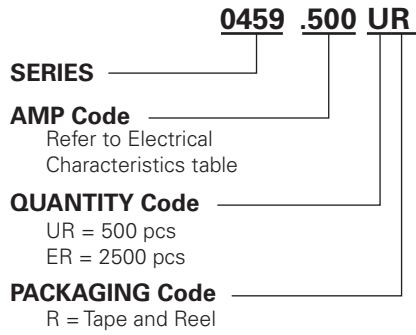 0459 .500 UR
SERIES
AMP Code
Refer to Electrical
Characteristics table
QUANTITY Code
UR = 500 pcs
ER = 2500 pcs
PACKAGING Code
R = Tape and Reel